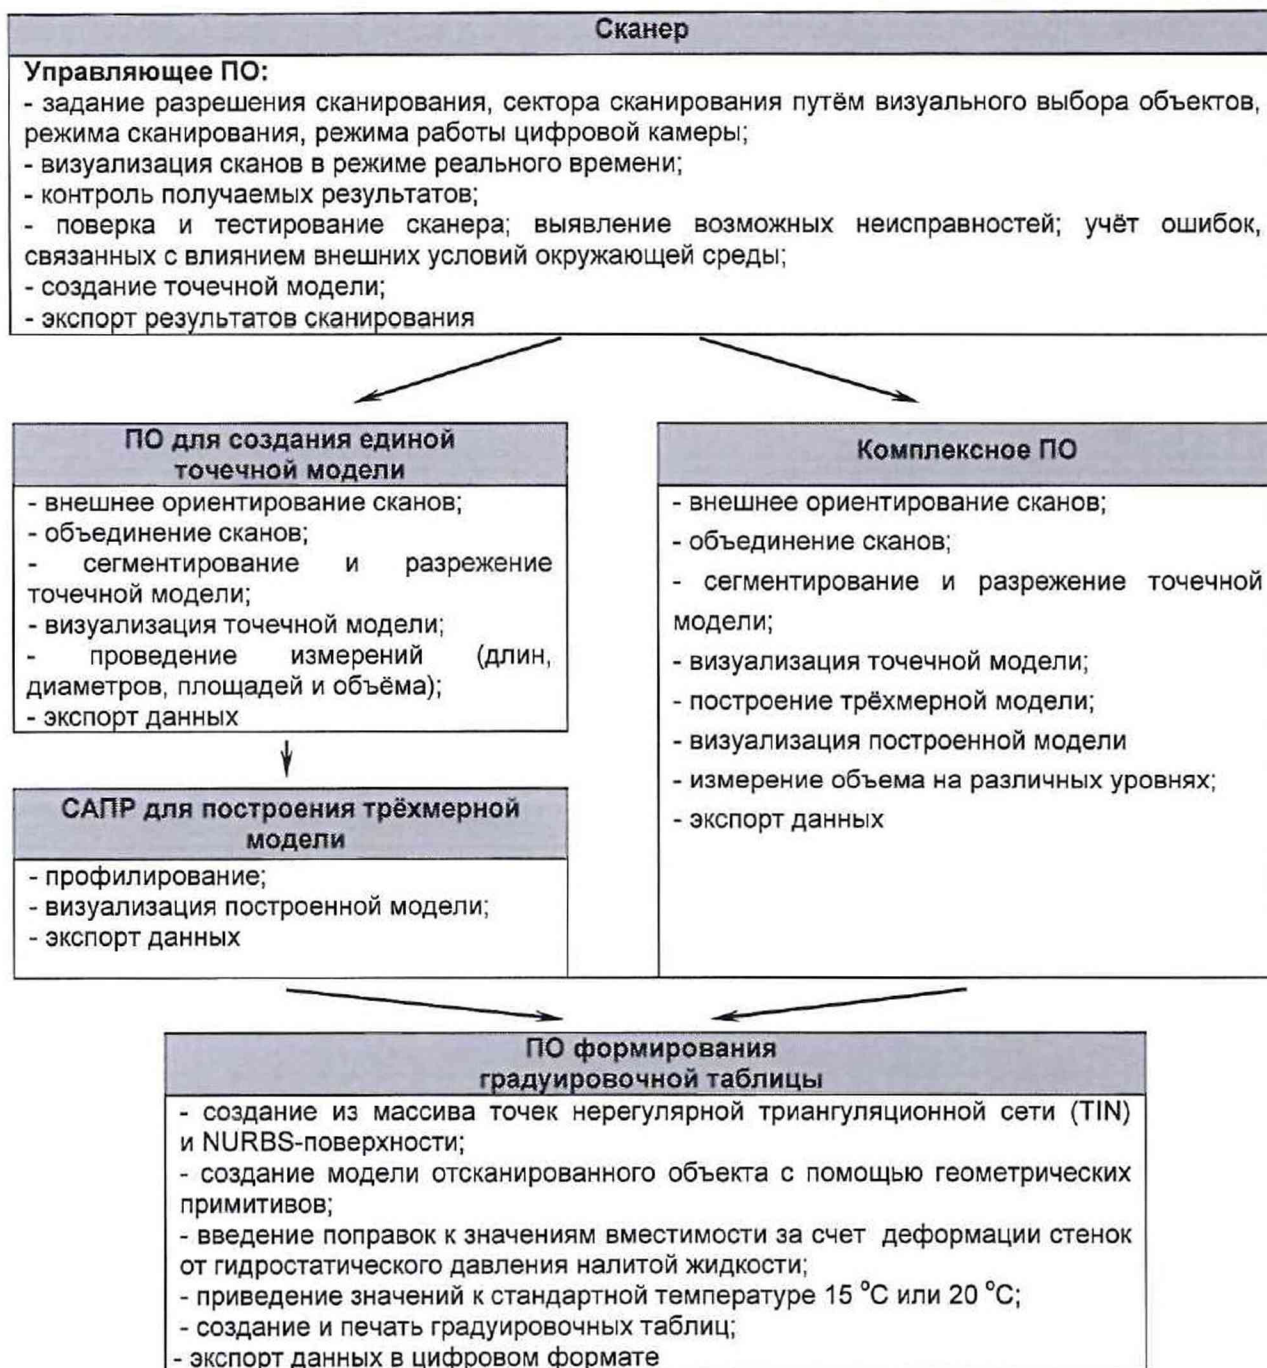 Сканер
Управляющее ПО:
- задание разрешения сканирования, сектора сканирования путём визуального выбора объектов,
режима сканирования, режима работы цифровой камеры;
- визуализация сканов в режиме реального времени;
- контроль получаемых результатов;
- поверка и тестирование сканера; выявление возможных неисправностей; учёт ошибок,
связанных с влиянием внешних условий окружающей среды;
- создание точечной модели;
- экспорт результатов сканирования
ПО для создания единой
точечной модели
- внешнее ориентирование сканов;
- объединение сканов;
- сегментирование и разрежение
точечной модели;
- визуализация точечной модели;
- проведение измерений (длин,
диаметров, площадей и объёма);
- экспорт данных
САПР для построения трёхмерной
модели
- профилирование;
- визуализация построенной модели;
- экспорт данных
Комплексное ПО
- внешнее ориентирование сканов;
- объединение сканов;
- сегментирование и разрежение точечной
модели;
- визуализация точечной модели;
- построение трёхмерной модели;
- визуализация построенной модели
- измерение объема на различных уровнях;
- экспорт данных
ПО формирования
градуировочной таблицы
- создание из массива точек нерегулярной триангуляционной сети (TIN)
и NURBS-поверхности;
- создание модели отсканированного объекта с помощью геометрических
примитивов;
- введение поправок к значениям вместимости за счет деформации стенок
от гидростатического давления налитой жидкости;
- приведение значений к стандартной температуре 15 °С или 20 °С;
- создание и печать градуировочных таблиц;
- экспорт данных в цифровом формате